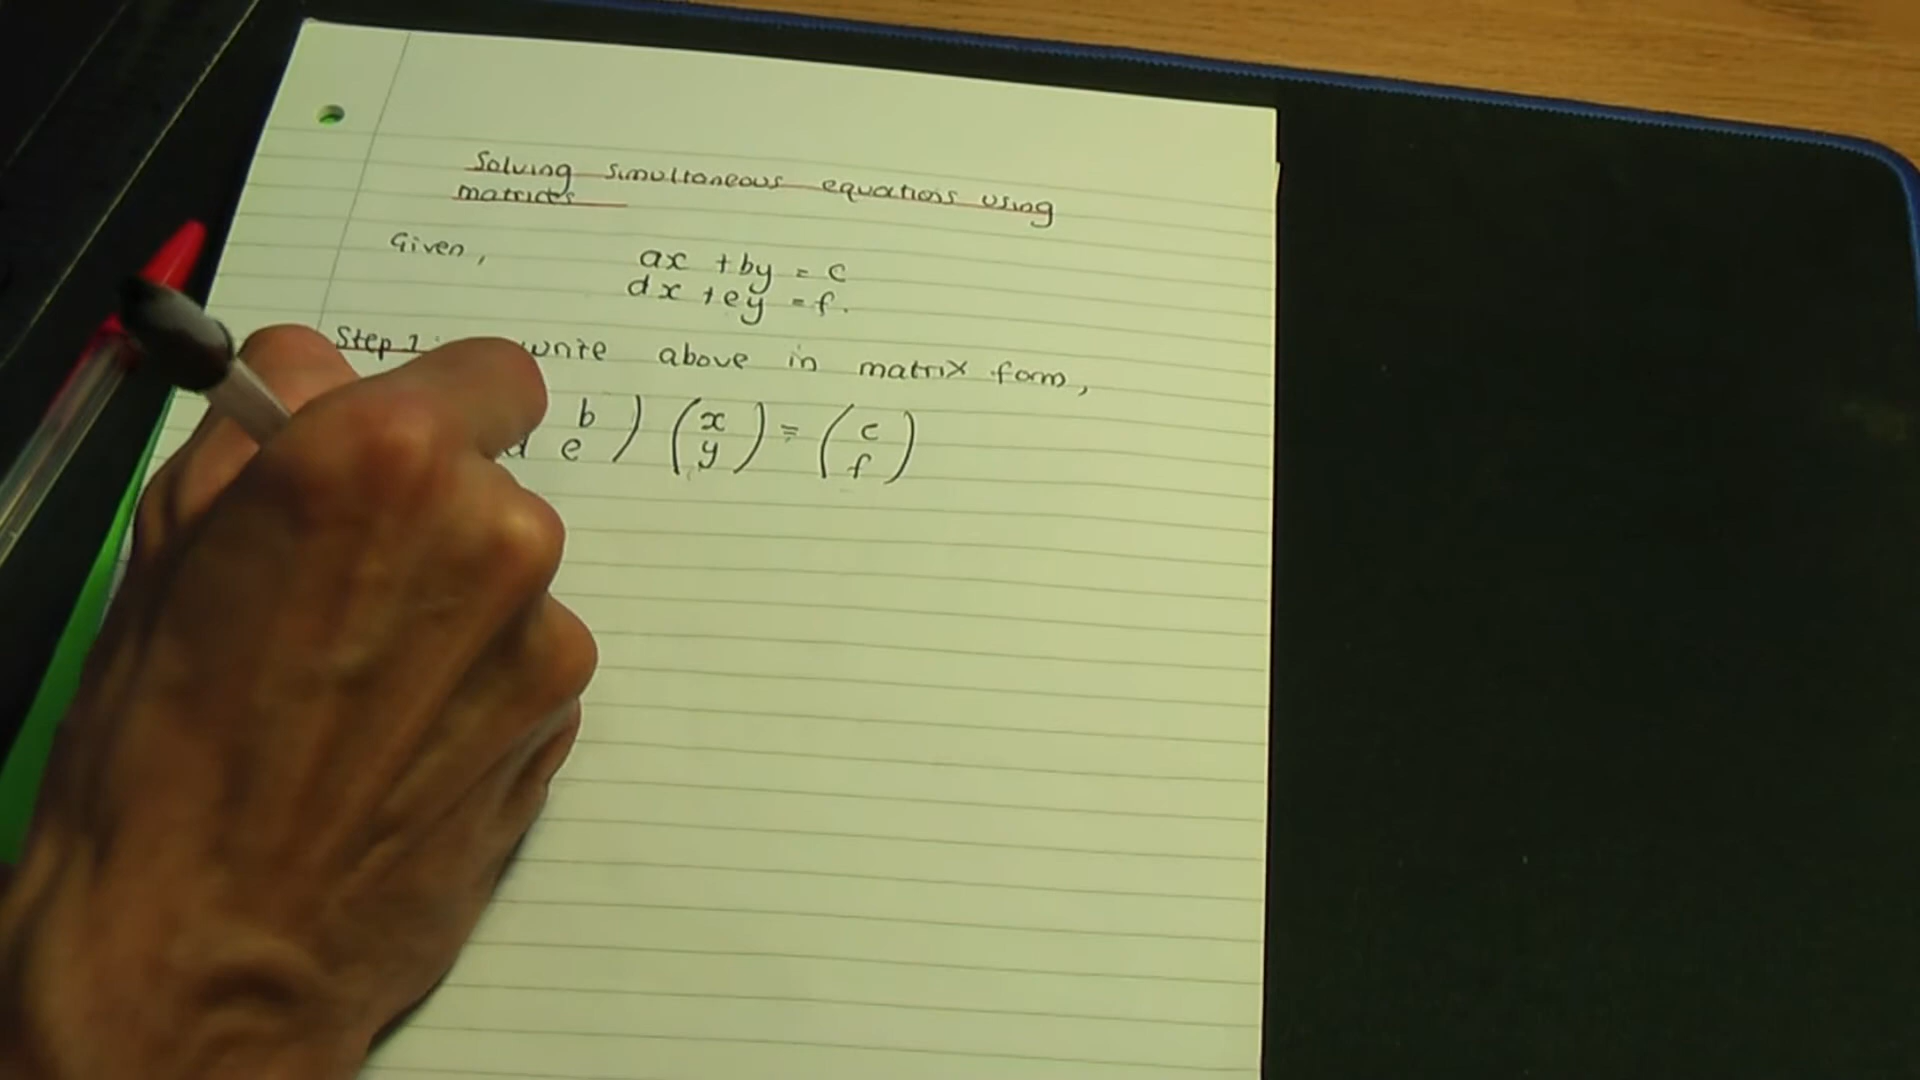 Solving simultaneous equations using
matrices
Given,
ax + by = c
dx + ey = f.
Step 1: write above in matrix form,
b ) ( x ) = ( c )
d e y f